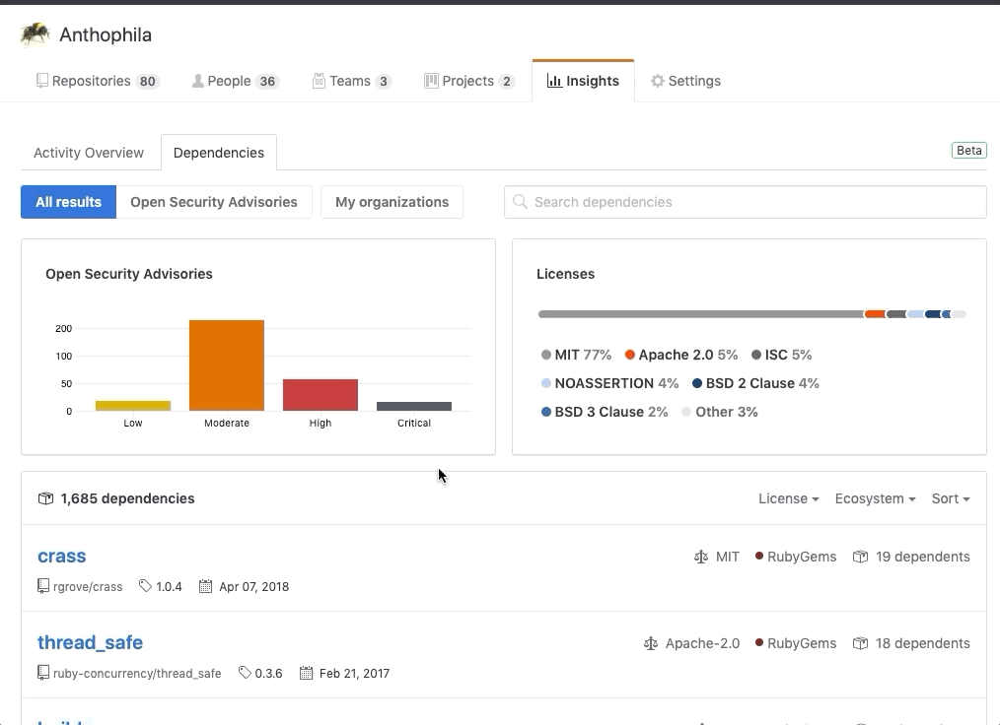 Anthophila
Repositories 80 People 36 Teams 3 Projects 2 Insights Settings
Activity Overview Dependencies Beta
All results Open Security Advisories My organizations Search dependencies
Open Security Advisories
200
100
50
0
Low Moderate High Critical
Licenses
MIT 77% Apache 2.0 5% ISC 5%
NOASSERTION 4% BSD 2 Clause 4%
BSD 3 Clause 2% Other 3%
1,685 dependencies License Ecosystem Sort
crass MIT RubyGems 19 dependents
rgrove/crass 1.0.4 Apr 07, 2018
thread_safe Apache-2.0 RubyGems 18 dependents
ruby-concurrency/thread_safe 0.3.6 Feb 21, 2017